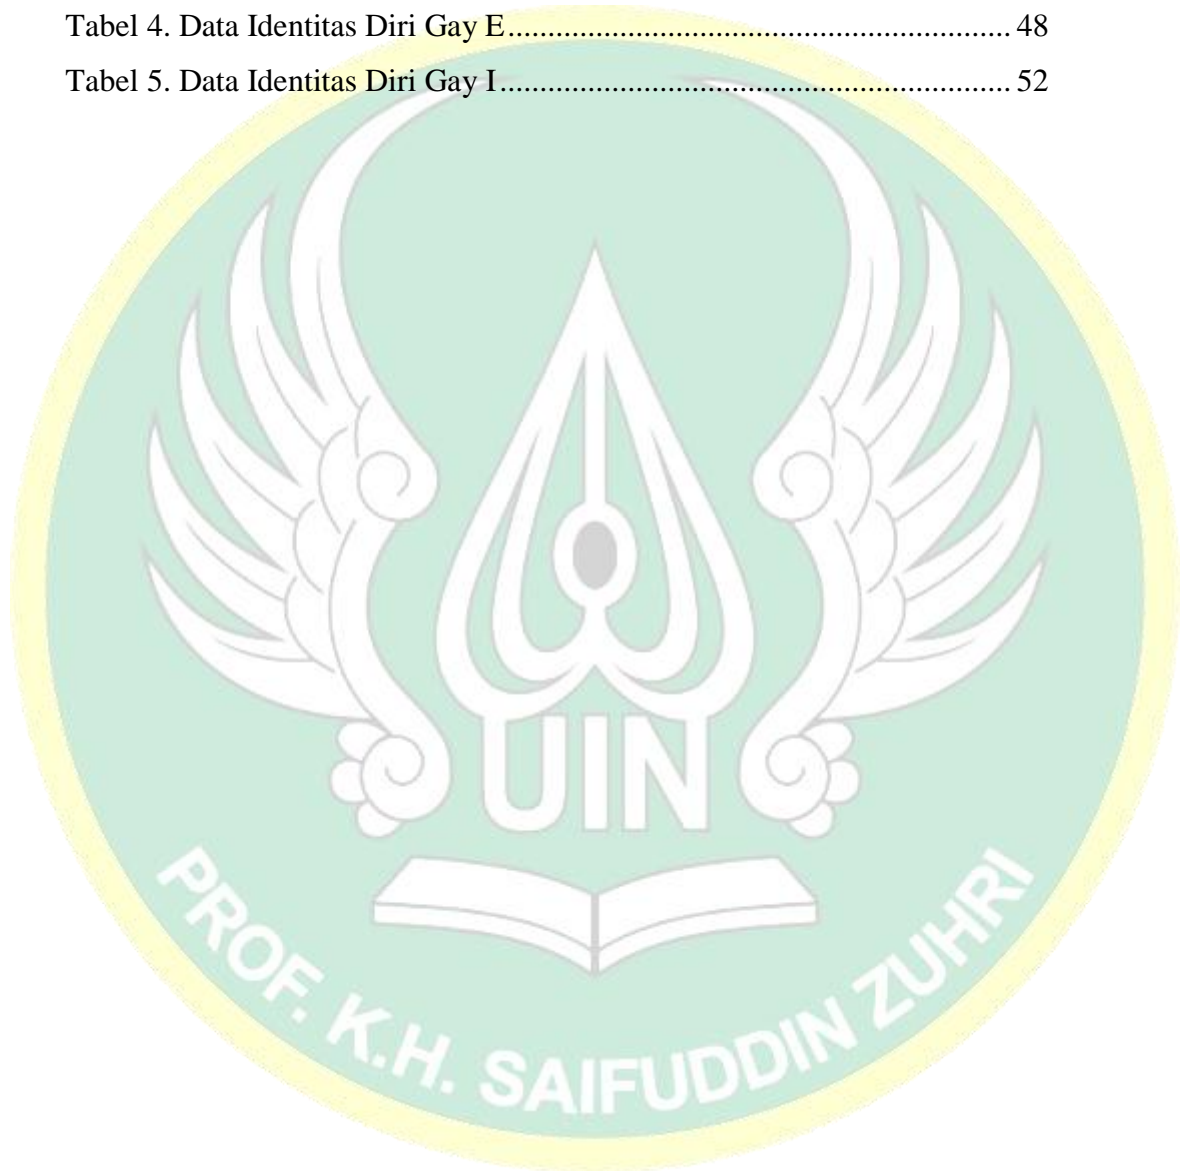 Tabel 4. Data Identitas Diri Gay E.............................................................. 48
Tabel 5. Data Identitas Diri Gay I............................................................... 52
UIN
PROF. K.H. SAIFUDDIN ZUHRI